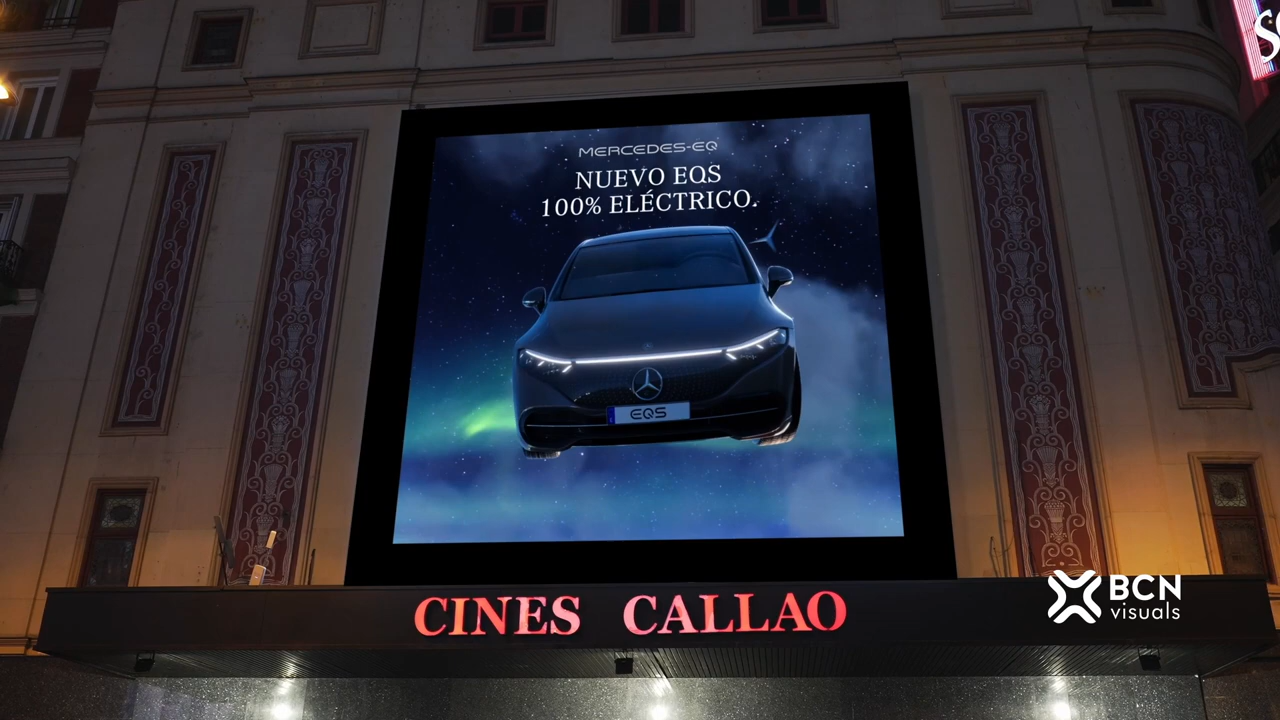 MERCEDES-EQ
NUEVO EQS
100% ELÉCTRICO.
EQS
CINES CALLAO
BCN
visuals